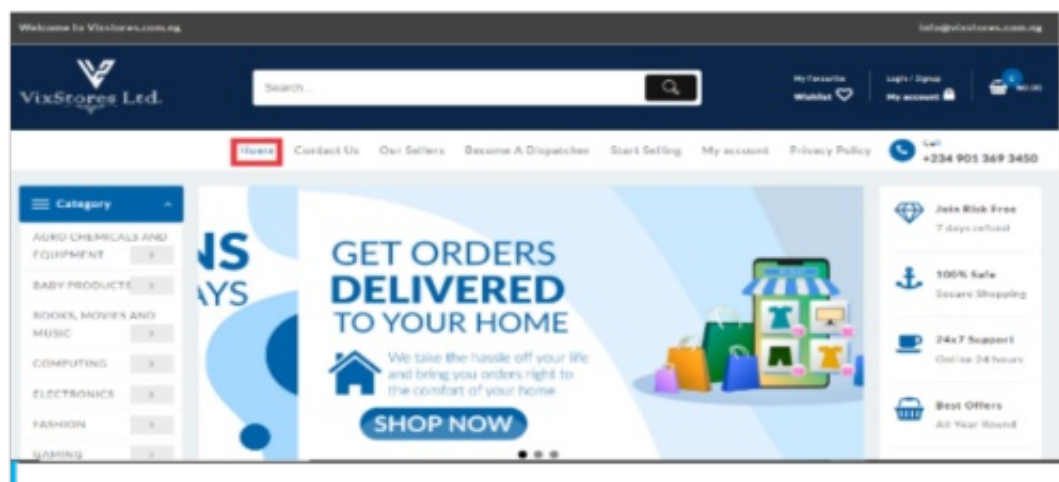 Welcome to Vixstores.com.ng
info@vixstores.com.ng
VixStores Ltd.
Search...
My Favourite
Wishlist
Login / Signup
My account
Home
Contact Us
Our Sellers
Become A Dispatcher
Start Selling
My account
Privacy Policy
Call
+234 901 369 3450
Category
AGRO CHEMICALS AND
EQUIPMENT
BABY PRODUCTS
BOOKS, MOVIES AND
MUSIC
COMPUTING
ELECTRONICS
FASHION
GAMING
NS
AYS
GET ORDERS
DELIVERED
TO YOUR HOME
We take the hassle off your life
and bring you orders right to
the comfort of your home
SHOP NOW
Join Risk Free
7 days refund
100% Safe
Secure Shopping
24x7 Support
Online 24 hours
Best Offers
All Year Round